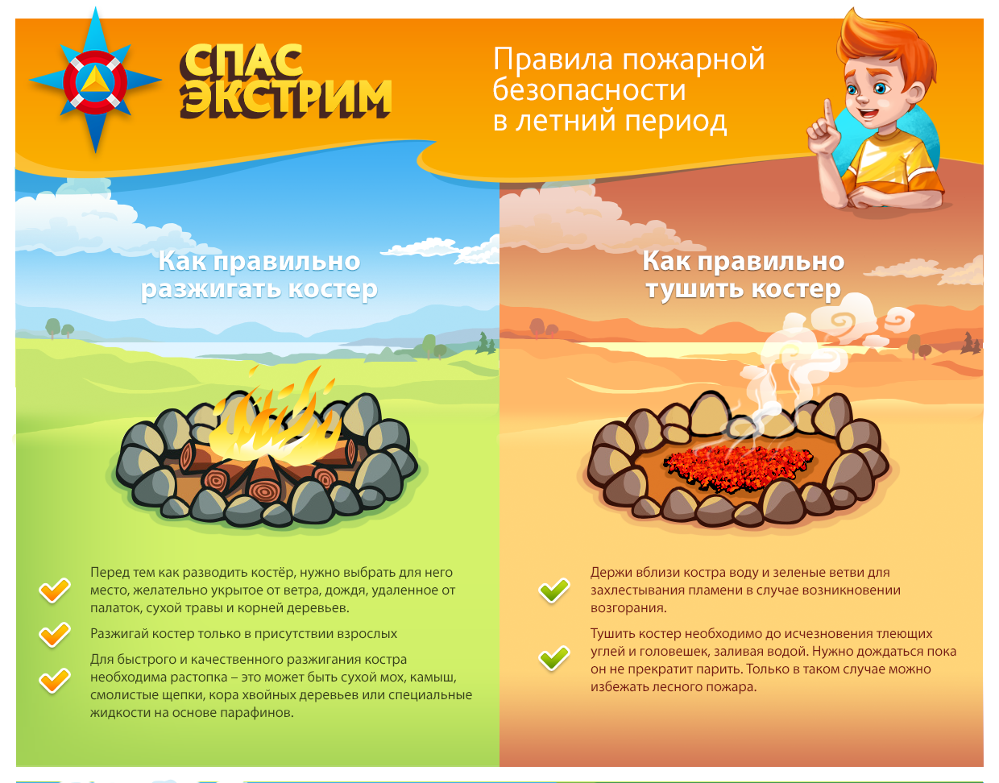 СПАС
ЭКСТРИМ
Правила пожарной
безопасности
в летний период
Как правильно
разжигать костер
Перед тем как разводить костёр, нужно выбрать для него
место, желательно укрытое от ветра, дождя, удаленное от
палаток, сухой травы и корней деревьев.
Разжигай костер только в присутствии взрослых
Для быстрого и качественного разжигания костра
необходима растопка – это может быть сухой мох, камыш,
смолистые щепки, кора хвойных деревьев или специальные
жидкости на основе парафинов.
Как правильно
тушить костер
Держи вблизи костра воду и зеленые ветви для
захлестывания пламени в случае возникновении
возгорания.
Тушить костер необходимо до исчезновения тлеющих
углей и головешек, заливая водой. Нужно дождаться пока
он не прекратит парить. Только в таком случае можно
избежать лесного пожара.